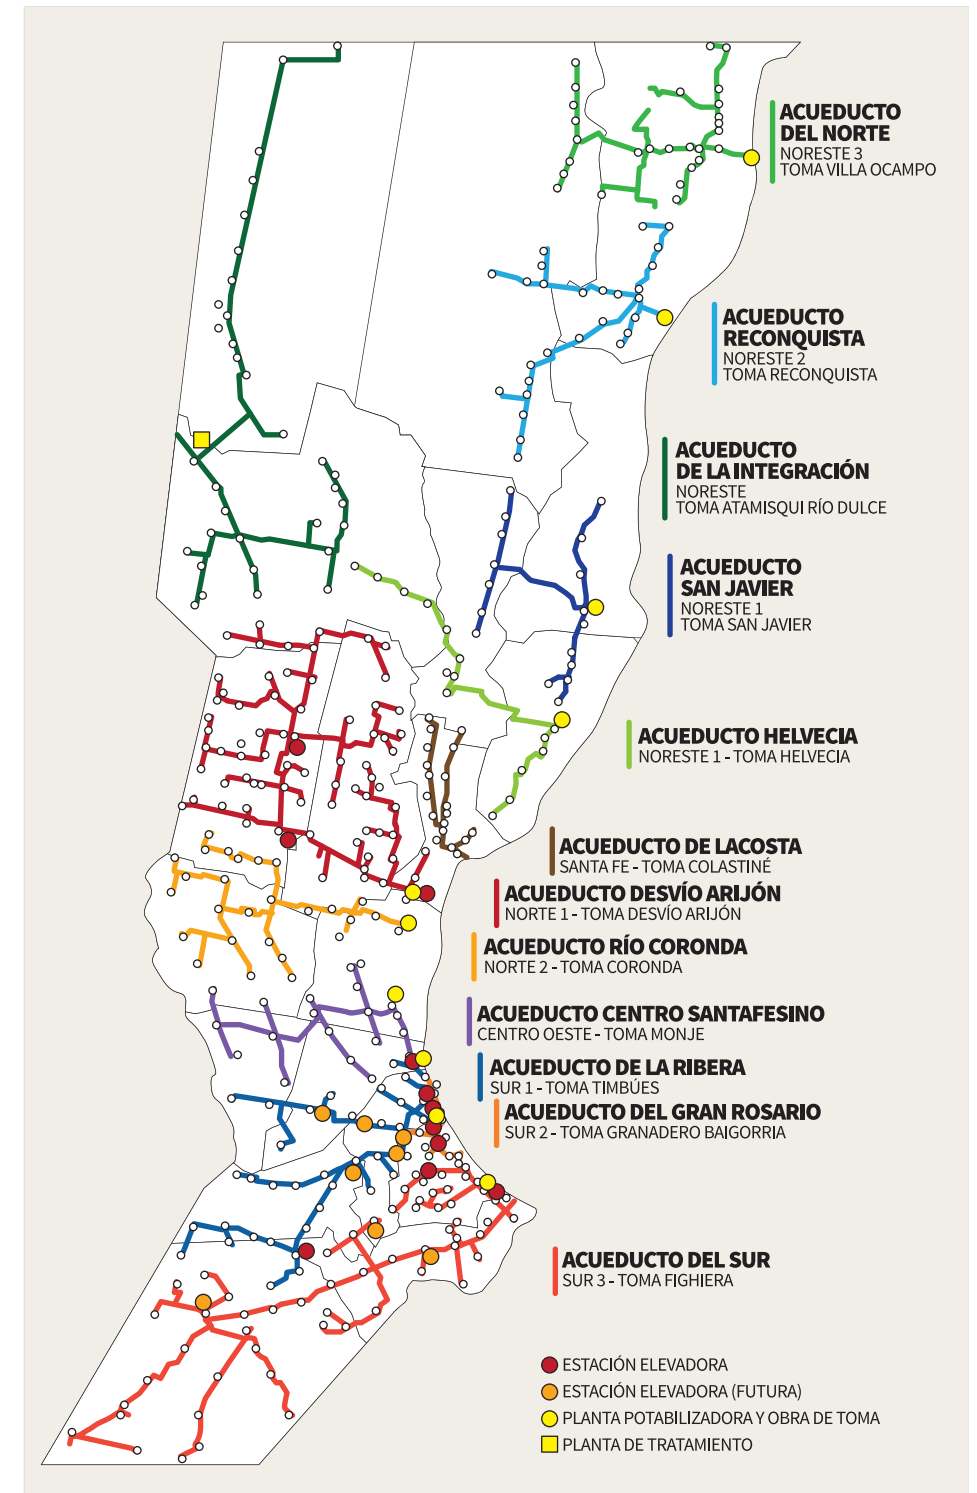 ACUEDUCTO
DEL NORTE
NORESTE 3
TOMA VILLA OCAMPO
ACUEDUCTO
RECONQUISTA
NORESTE 2
TOMA RECONQUISTA
ACUEDUCTO
DE LA INTEGRACIÓN
NORESTE
TOMA ATAMISQUI RÍO DULCE
ACUEDUCTO
SAN JAVIER
NORESTE 1
TOMA SAN JAVIER
ACUEDUCTO HELVECIA
NORESTE 1 - TOMA HELVECIA
ACUEDUCTO DE LACOSTA
SANTA FE - TOMA COLASTINÉ
ACUEDUCTO DESVÍO ARIJÓN
NORTE 1 - TOMA DESVÍO ARIJÓN
ACUEDUCTO RÍO CORONDA
NORTE 2 - TOMA CORONDA
ACUEDUCTO CENTRO SANTAFESINO
CENTRO OESTE - TOMA MONJE
ACUEDUCTO DE LA RIBERA
SUR 1 - TOMA TIMBÚES
ACUEDUCTO DEL GRAN ROSARIO
SUR 2 - TOMA GRANADERO BAIGORRIA
ACUEDUCTO DEL SUR
SUR 3 - TOMA FIGHIERA
ESTACIÓN ELEVADORA
ESTACIÓN ELEVADORA (FUTURA)
PLANTA POTABILIZADORA Y OBRA DE TOMA
PLANTA DE TRATAMIENTO